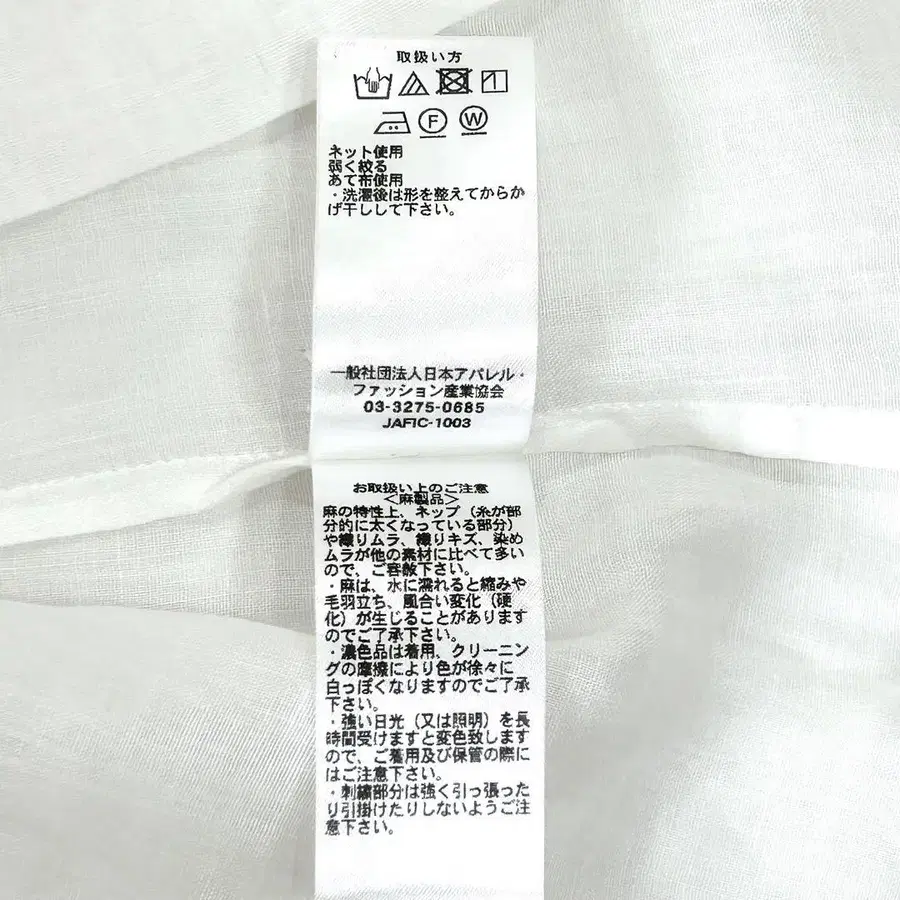 取扱い方
F W
ネット使用
弱く絞る
あて布使用
・洗濯後は形を整えてからか
げ干しして下さい。
一般社団法人日本アパレル・
ファッション産業協会
03-3275-0685
JAFIC-1003
お取扱い上のご注意
<麻製品>
麻の特性上、ネップ（糸が部
分的に太くなっている部分）
や織りムラ、織りキズ、染め
ムラが他の素材に比べて多い
ので、ご容赦下さい。
・麻は、水に濡れると縮みや
毛羽立ち、風合い変化（硬
化）が生じることがあります
のでご了承下さい。
・濃色品は着用、クリーニン
グの摩擦により色が徐々に
白っぽくなりますのでご了承
下さい。
・強い日光（又は照明）を長
時間受けますと変色致します
ので、ご着用及び保管の際に
はご注意下さい。
・刺繍部分は強く引っ張った
り引掛けたりしないようご注
意下さい。